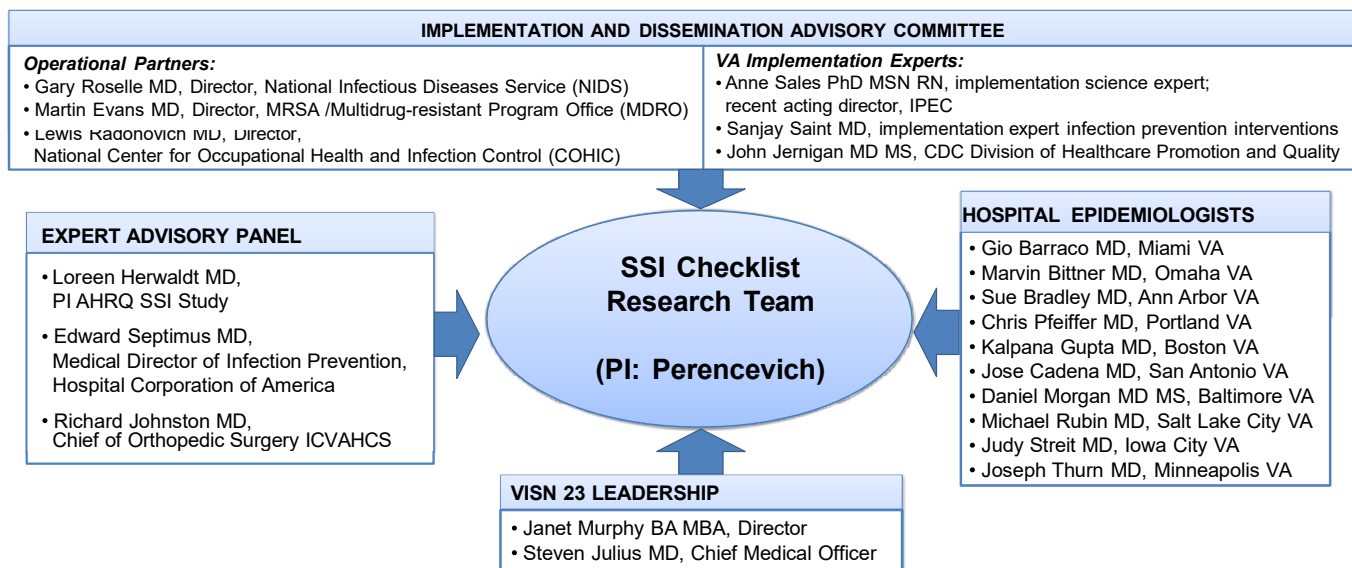 IMPLEMENTATION AND DISSEMINATION ADVISORY COMMITTEE
Operational Partners:
• Gary Roselle MD, Director, National Infectious Diseases Service (NIDS)
• Martin Evans MD, Director, MRSA /Multidrug-resistant Program Office (MDRO)
• Lewis Radonovich MD, Director,
National Center for Occupational Health and Infection Control (COHIC)
VA Implementation Experts:
• Anne Sales PhD MSN RN, implementation science expert;
recent acting director, IPEC
• Sanjay Saint MD, implementation expert infection prevention interventions
• John Jernigan MD MS, CDC Division of Healthcare Promotion and Quality
EXPERT ADVISORY PANEL
• Loreen Herwaldt MD,
PI AHRQ SSI Study
• Edward Septimus MD,
Medical Director of Infection Prevention,
Hospital Corporation of America
• Richard Johnston MD,
Chief of Orthopedic Surgery ICVAHCS
SSI Checklist
Research Team
(PI: Perencevich)
HOSPITAL EPIDEMIOLOGISTS
• Gio Barraco MD, Miami VA
• Marvin Bittner MD, Omaha VA
• Sue Bradley MD, Ann Arbor VA
• Chris Pfeiffer MD, Portland VA
• Kalpana Gupta MD, Boston VA
• Jose Cadena MD, San Antonio VA
• Daniel Morgan MD MS, Baltimore VA
• Michael Rubin MD, Salt Lake City VA
• Judy Streit MD, Iowa City VA
• Joseph Thurn MD, Minneapolis VA
VISN 23 LEADERSHIP
• Janet Murphy BA MBA, Director
• Steven Julius MD, Chief Medical Officer